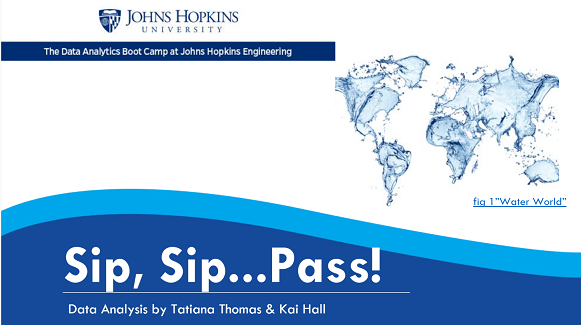 JOHNS HOPKINS
UNIVERSITY
The Data Analytics Boot Camp at Johns Hopkins Engineering
fig 1"Water World"
Sip, Sip...Pass!
Data Analysis by Tatiana Thomas & Kai Hall